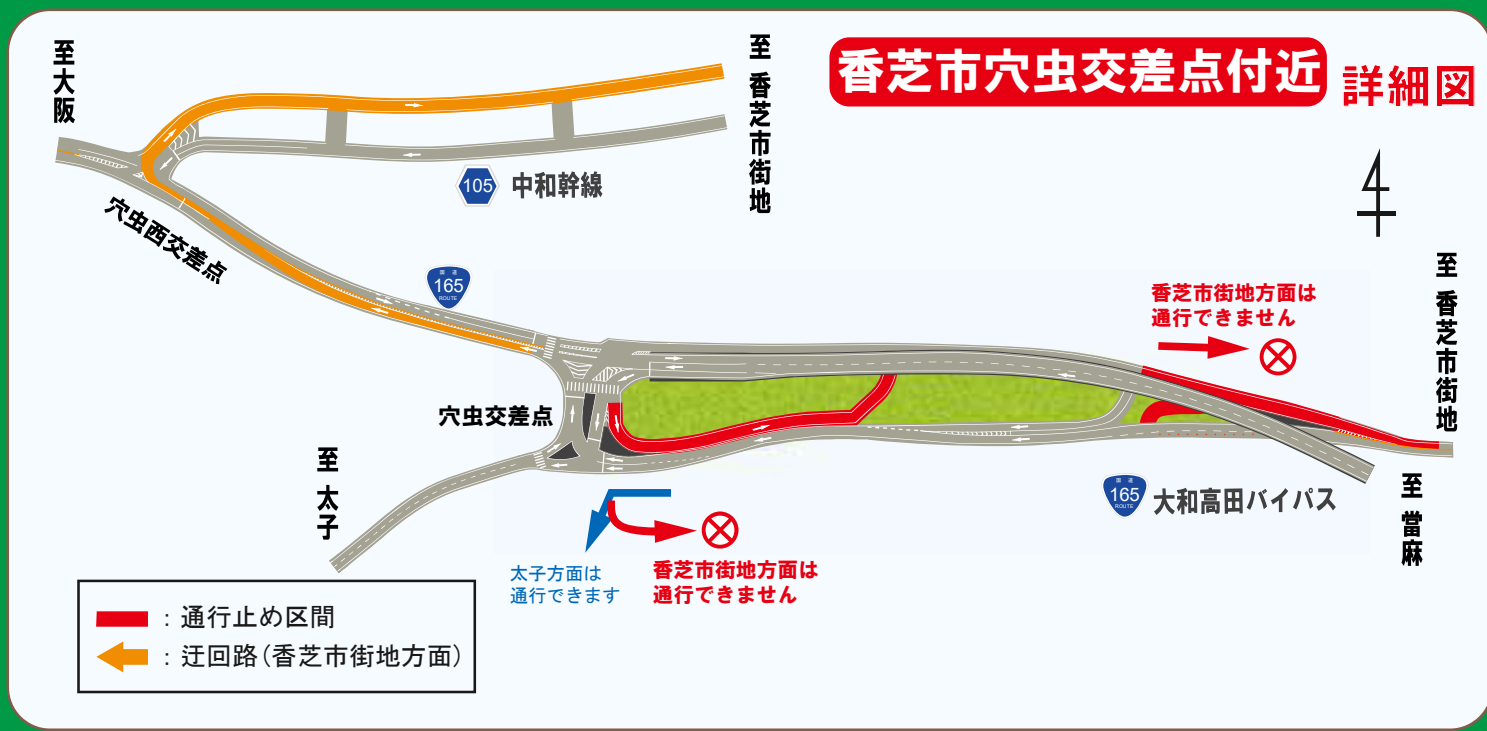 香芝市穴虫交差点付近 詳細図
至 大阪
至 香芝市街地
105 中和幹線
穴虫西交差点
国道
165
ROUTE
至 香芝市街地
香芝市街地方面は
通行できません
穴虫交差点
至 太子
国道
165
ROUTE
大和高田バイパス
至 當麻
太子方面は
通行できます
香芝市街地方面は
通行できません
：通行止め区間
：迂回路(香芝市街地方面)